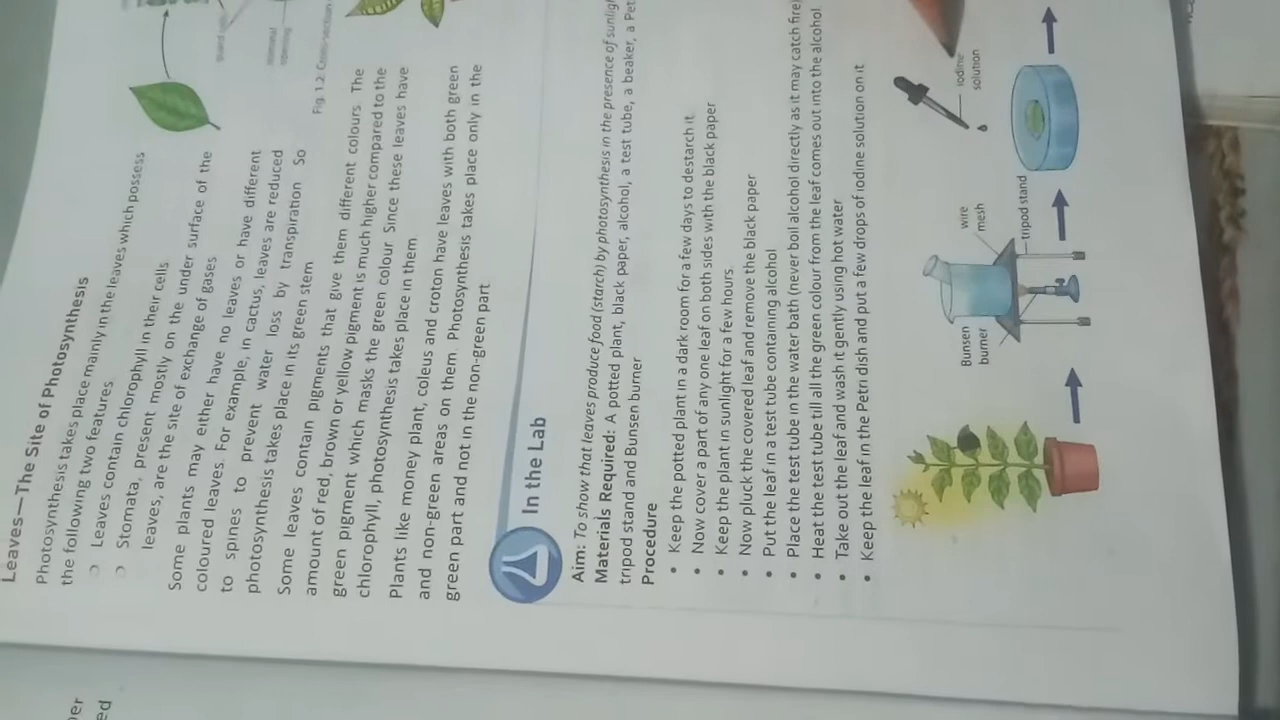 Leaves—The Site of Photosynthesis
Photosynthesis takes place mainly in the leaves which possess
the following two features.
Leaves contain chlorophyll in their cells
Stomata, present mostly on the under surface of the
leaves, are the site of exchange of gases
Some plants may either have no leaves or have different
coloured leaves. For example, in cactus, leaves are reduced
to spines to prevent water loss by transpiration So
photosynthesis takes place in its green stem
Some leaves contain pigments that give them different colours The
amount of red, brown or yellow pigment is much higher compared to the
green pigment which masks the green colour Since these leaves have
chlorophyll, photosynthesis takes place in them
Plants like money plant, coleus and croton have leaves with both green
and non-green areas on them. Photosynthesis takes place only in the
green part and not in the non-green part
Fig. 1.2: Cross-section
In the Lab
Aim: To show that leaves produce food (starch) by photosynthesis in the presence of sunligh
Materials Required: A potted plant, black paper, alcohol, a test tube, a beaker, a Pet
tripod stand and Bunsen burner
Procedure
• Keep the potted plant in a dark room for a few days to destarch it
• Now cover a part of any one leaf on both sides with the black paper
• Keep the plant in sunlight for a few hours.
• Now pluck the covered leaf and remove the black paper
• Put the leaf in a test tube containing alcohol
• Place the test tube in the water bath (never boil alcohol directly as it may catch fire)
• Heat the test tube till all the green colour from the leaf comes out into the alcohol
• Take out the leaf and wash it gently using hot water
• Keep the leaf in the Petri dish and put a few drops of iodine solution on it
Bunsen
burner
wire
mesh
tripod stand
iodine
solution
per
ed